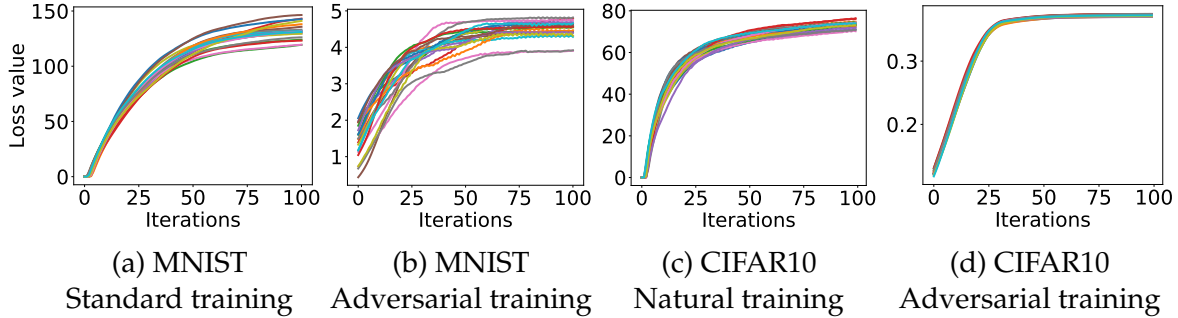 Loss value
150
100
50
0
0 25 50 75 100
Iterations
5
4
3
2
1
0 25 50 75 100
Iterations
80
60
40
20
0
0 25 50 75 100
Iterations
0.3
0.2
0 25 50 75 100
Iterations
(a) MNIST
Standard training
(b) MNIST
Adversarial training
(c) CIFAR10
Natural training
(d) CIFAR10
Adversarial training